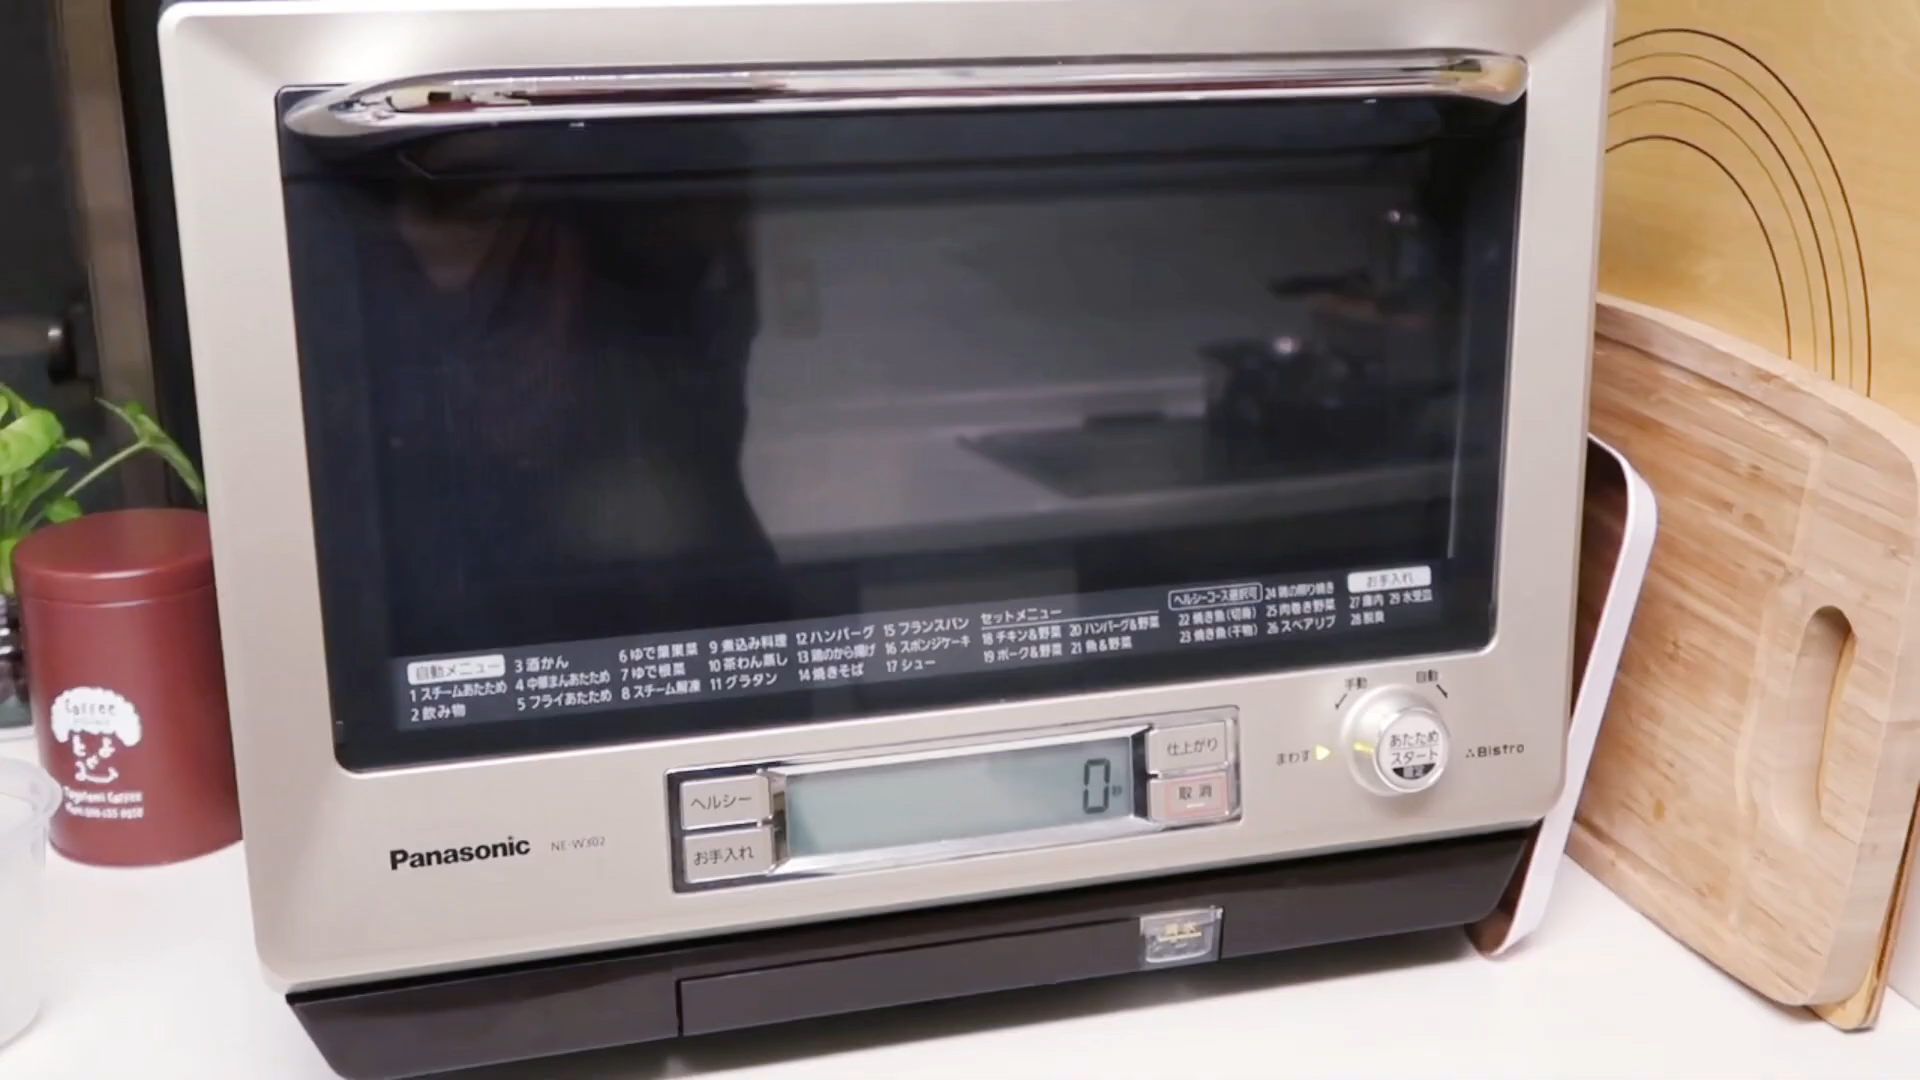 自動メニュー
1 スチームあたため
2 飲み物
3 酒かん
4 中華まんあたため
5 フライあたため
6 ゆで葉果菜
7 ゆで根菜
8 スチーム解凍
9 煮込み料理
10 茶わん蒸し
11 グラタン
12 ハンバーグ
13 鶏のから揚げ
14 焼きそば
15 フランスパン
16 スポンジケーキ
17 シュー
セットメニュー
18 チキン&野菜
19 ポーク&野菜
20 ハンバーグ&野菜
21 魚&野菜
ヘルシーコース選択可
22 焼き魚(切身)
23 焼き魚(干物)
24 鶏の照り焼き
25 肉巻き野菜
26 スペアリブ
お手入れ
27 庫内
28 脱臭
29 水受皿
手動
自動
まわす
あたため
スタート
決定
Bistro
仕上がり
取消
ヘルシー
お手入れ
0秒
Panasonic
NE-W302
Coffee
とよ